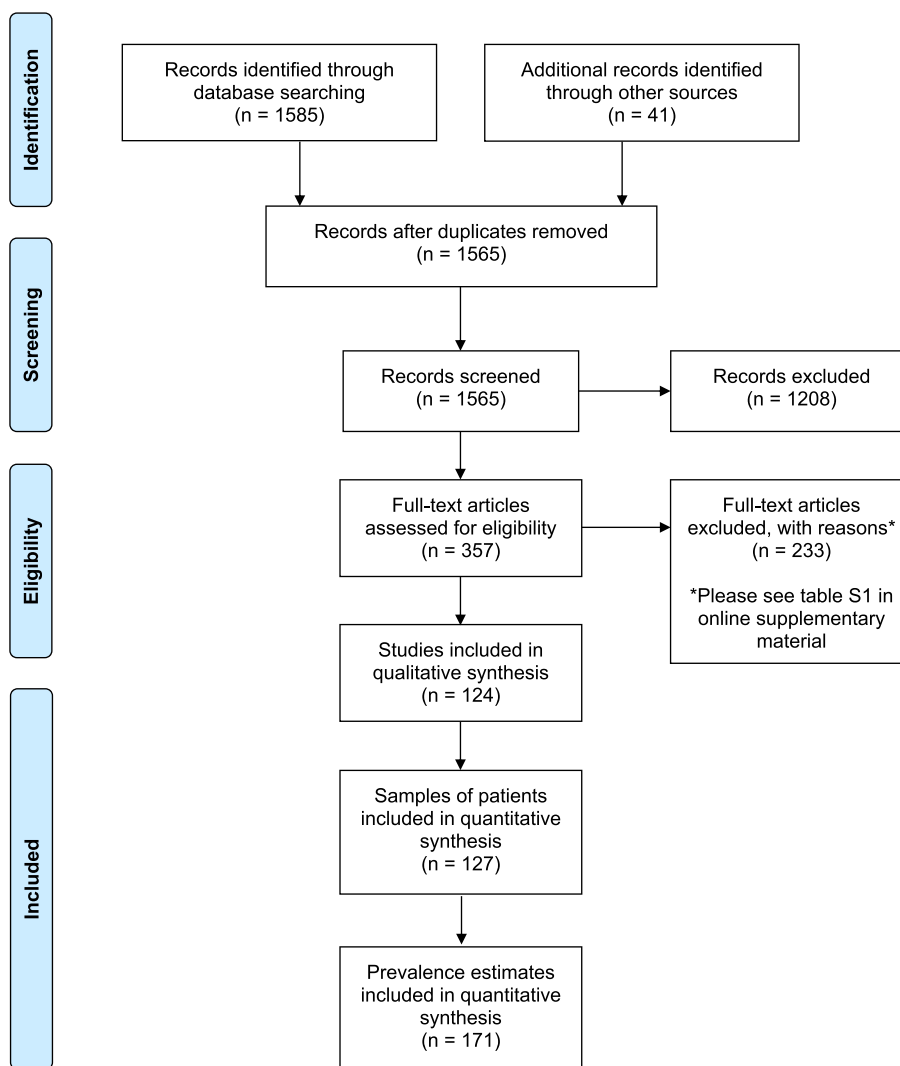 Identification
Records identified through
database searching
(n = 1585)
Additional records identified
through other sources
(n = 41)
Records after duplicates removed
(n = 1565)
Screening
Records screened
(n = 1565)
Records excluded
(n = 1208)
Eligibility
Full-text articles
assessed for eligibility
(n = 357)
Full-text articles
excluded, with reasons*
(n = 233)
*Please see table S1 in
online supplementary
material
Studies included in
qualitative synthesis
(n = 124)
Included
Samples of patients
included in quantitative
synthesis
(n = 127)
Prevalence estimates
included in quantitative
synthesis
(n = 171)